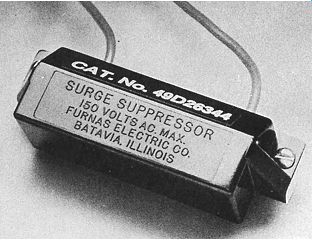 CAT. No. 49D26344
SURGE SUPPRESSOR
150 VOLTS AC. MAX.
FURNAS ELECTRIC CO.
BATAVIA, ILLINOIS